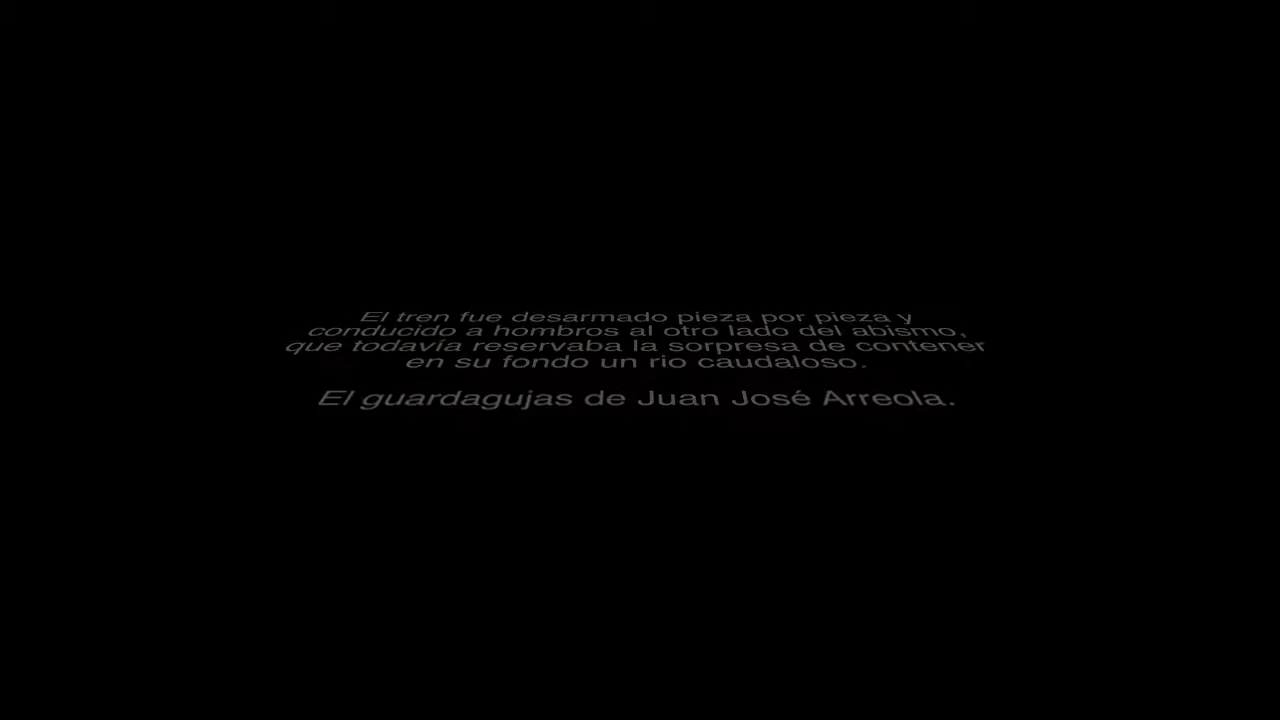 El tren fue desarmado pieza por pieza y
conducido a hombros al otro lado del abismo,
que todavía reservaba la sorpresa de contener
en su fondo un rio caudaloso.
El guardagujas de Juan José Arreola.